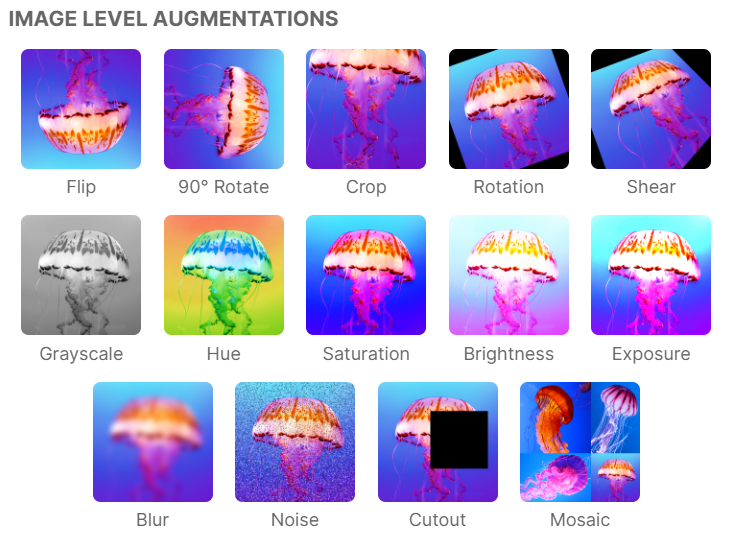 IMAGE LEVEL AUGMENTATIONS
Flip
90° Rotate
Crop
Rotation
Shear
Grayscale
Hue
Saturation
Brightness
Exposure
Blur
Noise
Cutout
Mosaic